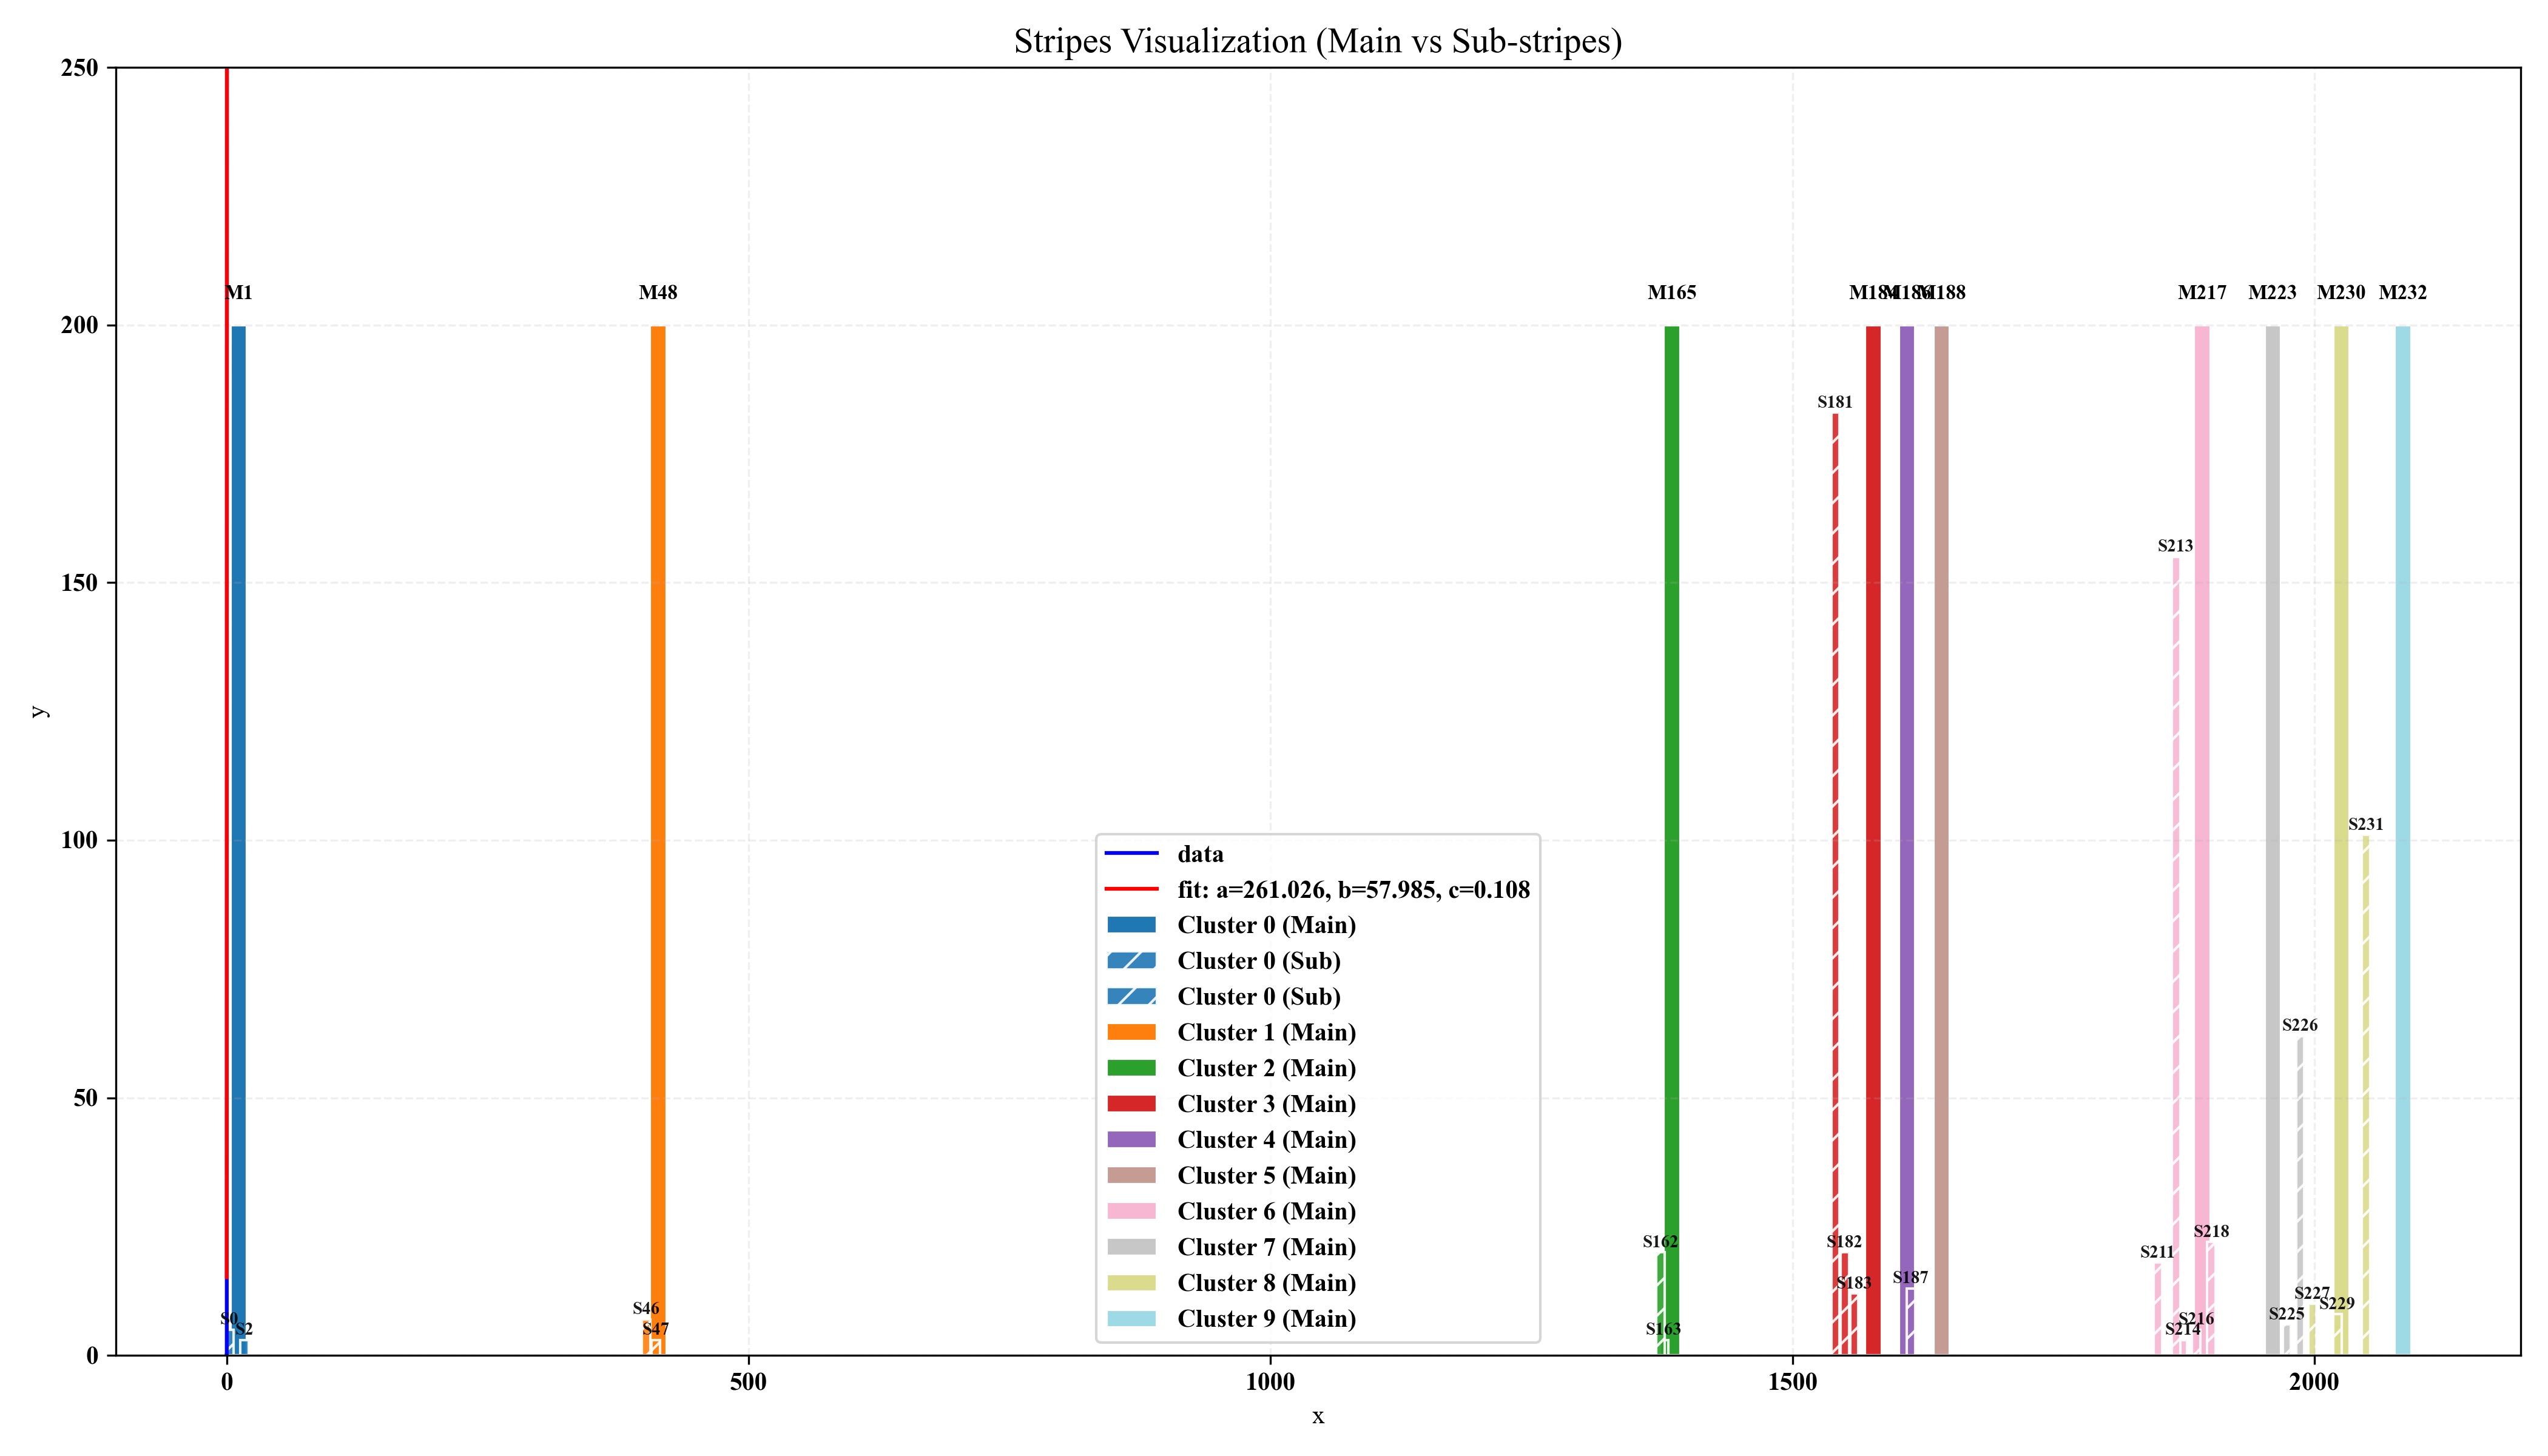 Stripes Visualization (Main vs Sub-stripes)
250
200
150
100
50
0
y
M1
M48
M165
M184
M186
M188
M217
M223
M230
M232
S181
S213
S231
S226
S162
S182
S218
S211
S187
S183
S227
S229
S225
S216
S214
S163
S46
S47
S0
S2
data
fit: a=261.026, b=57.985, c=0.108
Cluster 0 (Main)
Cluster 0 (Sub)
Cluster 0 (Sub)
Cluster 1 (Main)
Cluster 2 (Main)
Cluster 3 (Main)
Cluster 4 (Main)
Cluster 5 (Main)
Cluster 6 (Main)
Cluster 7 (Main)
Cluster 8 (Main)
Cluster 9 (Main)
0
500
1000
1500
2000
x